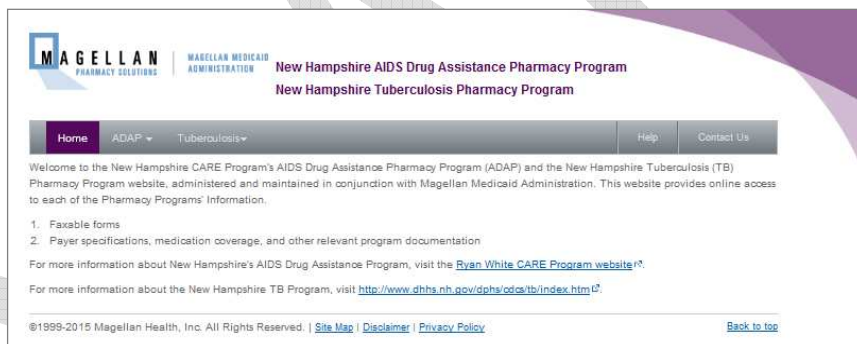 MAGELLAN
PHARMACY SOLUTIONS
MAGELLAN MEDICAID
ADMINISTRATION
New Hampshire AIDS Drug Assistance Pharmacy Program
New Hampshire Tuberculosis Pharmacy Program
Home ADAP Tuberculosis Help Contact Us
Welcome to the New Hampshire CARE Program's AIDS Drug Assistance Pharmacy Program (ADAP) and the New Hampshire Tuberculosis (TB)
Pharmacy Program website, administered and maintained in conjunction with Magellan Medicaid Administration. This website provides online access
to each of the Pharmacy Programs' Information.
1. Faxable forms
2. Payer specifications, medication coverage, and other relevant program documentation
For more information about New Hampshire's AIDS Drug Assistance Program, visit the Ryan White CARE Program website.
For more information about the New Hampshire TB Program, visit http://www.dhhs.nh.gov/dphs/cdcs/tb/index.htm.
©1999-2015 Magellan Health, Inc. All Rights Reserved. | Site Map | Disclaimer | Privacy Policy Back to top